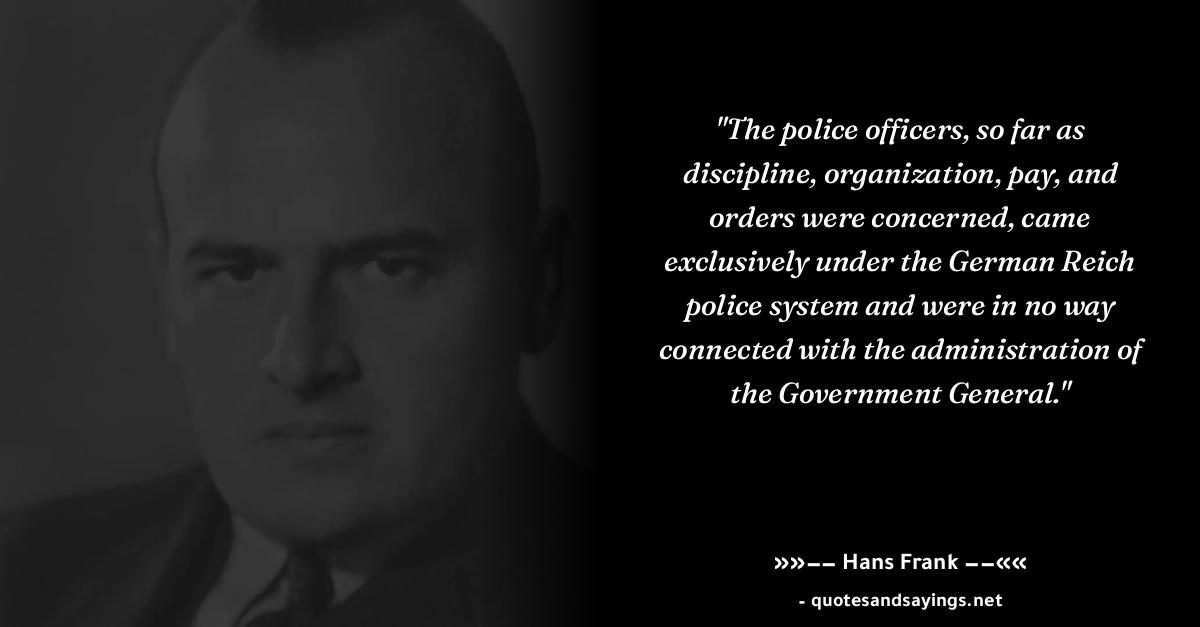 "The police officers, so far as
discipline, organization, pay, and
orders were concerned, came
exclusively under the German Reich
police system and were in no way
connected with the administration of
the Government General."
»»–– Hans Frank ––««
- quotesandsayings.net